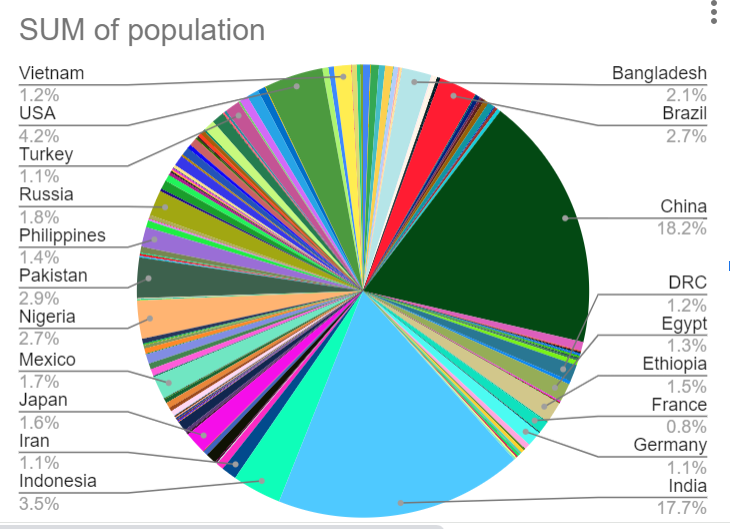 SUM of population
Vietnam
1.2%
USA
4.2%
Turkey
1.1%
Russia
1.8%
Philippines
1.4%
Pakistan
2.9%
Nigeria
2.7%
Mexico
1.7%
Japan
1.6%
Iran
1.1%
Indonesia
3.5%
Bangladesh
2.1%
Brazil
2.7%
China
18.2%
DRC
1.2%
Egypt
1.3%
Ethiopia
1.5%
France
0.8%
Germany
1.1%
India
17.7%